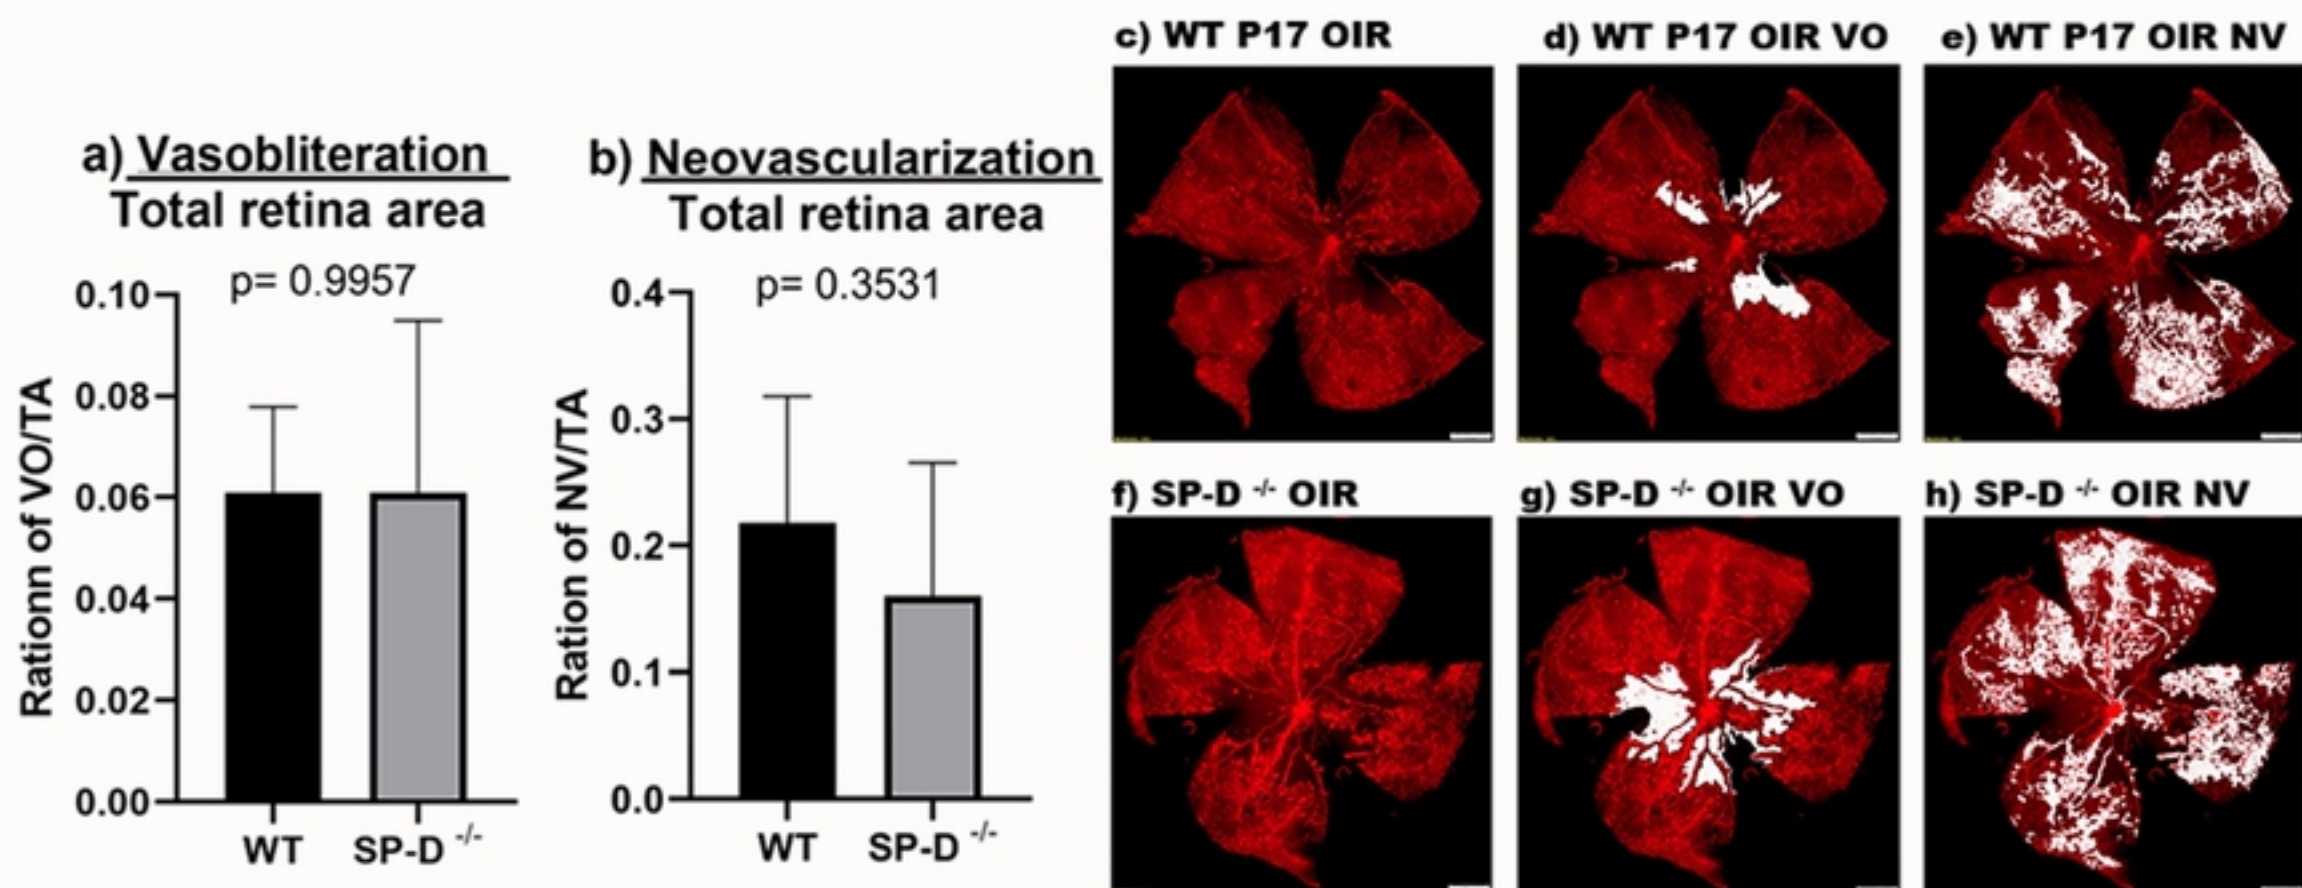 a) Vasobliteration
Total retina area
p= 0.9957
Rationn of VO/TA
0.10
0.08
0.06
0.04
0.02
0.00
WT
SP-D -/-
b) Neovascularization
Total retina area
p= 0.3531
Ration of NV/TA
0.4
0.3
0.2
0.1
0.0
WT
SP-D -/-
c) WT P17 OIR
d) WT P17 OIR VO
e) WT P17 OIR NV
f) SP-D -/- OIR
g) SP-D -/- OIR VO
h) SP-D -/- OIR NV